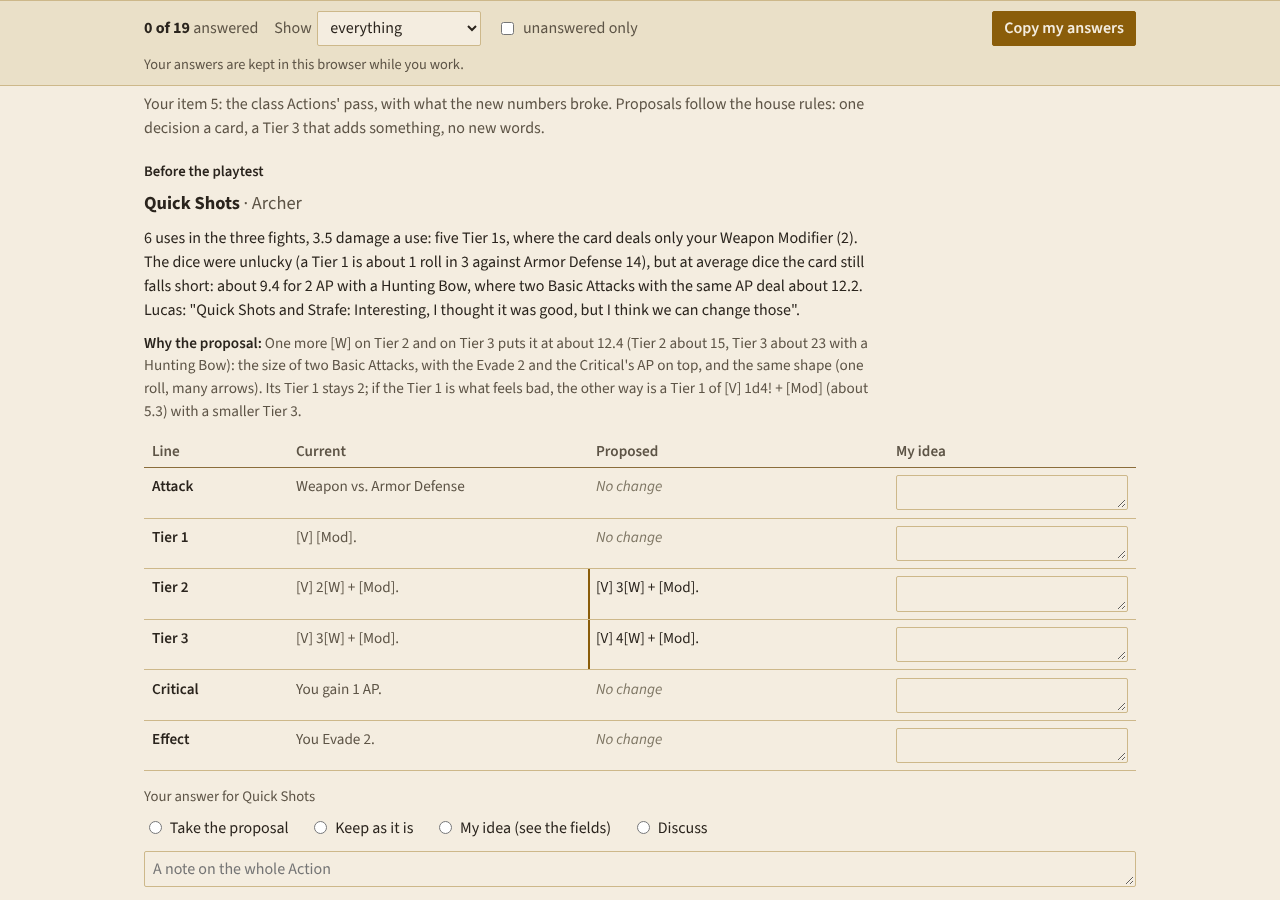 0 of 19 answered Show everything unanswered only Copy my answers
Your answers are kept in this browser while you work.
Your item 5: the class Actions' pass, with what the new numbers broke. Proposals follow the house rules: one
decision a card, a Tier 3 that adds something, no new words.
Before the playtest
Quick Shots · Archer
6 uses in the three fights, 3.5 damage a use: five Tier 1s, where the card deals only your Weapon Modifier (2).
The dice were unlucky (a Tier 1 is about 1 roll in 3 against Armor Defense 14), but at average dice the card still
falls short: about 9.4 for 2 AP with a Hunting Bow, where two Basic Attacks with the same AP deal about 12.2.
Lucas: "Quick Shots and Strafe: Interesting, I thought it was good, but I think we can change those".
Why the proposal: One more [W] on Tier 2 and on Tier 3 puts it at about 12.4 (Tier 2 about 15, Tier 3 about 23 with a
Hunting Bow): the size of two Basic Attacks, with the Evade 2 and the Critical's AP on top, and the same shape (one
roll, many arrows). Its Tier 1 stays 2; if the Tier 1 is what feels bad, the other way is a Tier 1 of [V] 1d4! + [Mod] (about
5.3) with a smaller Tier 3.
Line Current Proposed My idea
Attack Weapon vs. Armor Defense No change
Tier 1 [V] [Mod]. No change
Tier 2 [V] 2[W] + [Mod]. [V] 3[W] + [Mod].
Tier 3 [V] 3[W] + [Mod]. [V] 4[W] + [Mod].
Critical You gain 1 AP. No change
Effect You Evade 2. No change
Your answer for Quick Shots
Take the proposal Keep as it is My idea (see the fields) Discuss
A note on the whole Action